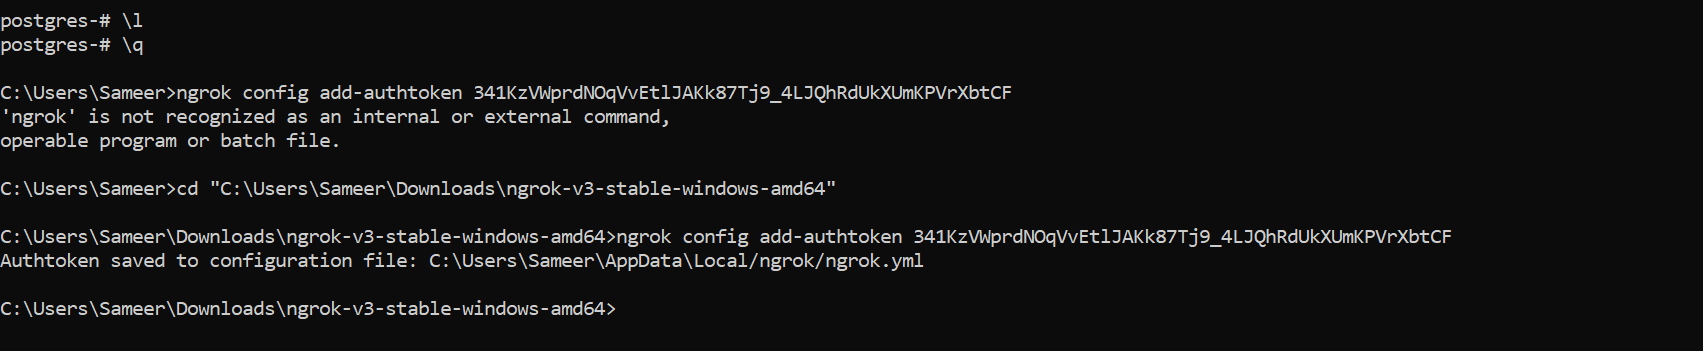 postgres-# \l
postgres-# \q
C:\Users\Sameer>ngrok config add-authtoken 341KzVWprdNOqVvEtlJAKk87Tj9_4LJQhRdUkXUmKPVrXbtCF
'ngrok' is not recognized as an internal or external command,
operable program or batch file.
C:\Users\Sameer>cd "C:\Users\Sameer\Downloads\ngrok-v3-stable-windows-amd64"
C:\Users\Sameer\Downloads\ngrok-v3-stable-windows-amd64>ngrok config add-authtoken 341KzVWprdNOqVvEtlJAKk87Tj9_4LJQhRdUkXUmKPVrXbtCF
Authtoken saved to configuration file: C:\Users\Sameer\AppData\Local/ngrok/ngrok.yml
C:\Users\Sameer\Downloads\ngrok-v3-stable-windows-amd64>